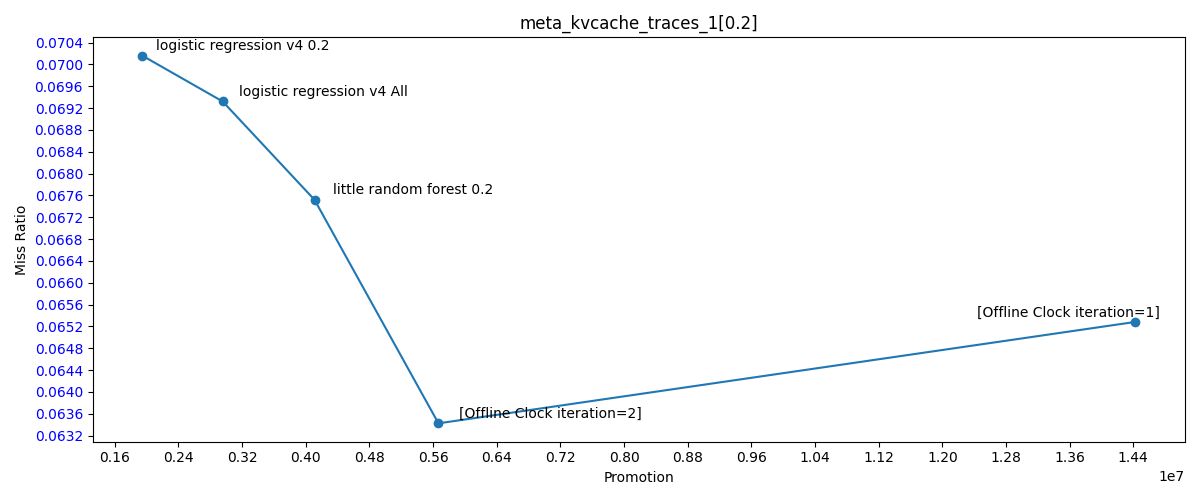 meta_kvcache_traces_1[0.2]
0.0704
0.0700
0.0696
0.0692
0.0688
0.0684
0.0680
0.0676
0.0672
0.0668
0.0664
0.0660
0.0656
0.0652
0.0648
0.0644
0.0640
0.0636
0.0632
Miss Ratio
logistic regression v4 0.2
logistic regression v4 All
little random forest 0.2
[Offline Clock iteration=1]
[Offline Clock iteration=2]
0.16 0.24 0.32 0.40 0.48 0.56 0.64 0.72 0.80 0.88 0.96 1.04 1.12 1.20 1.28 1.36 1.44
1e7
Promotion